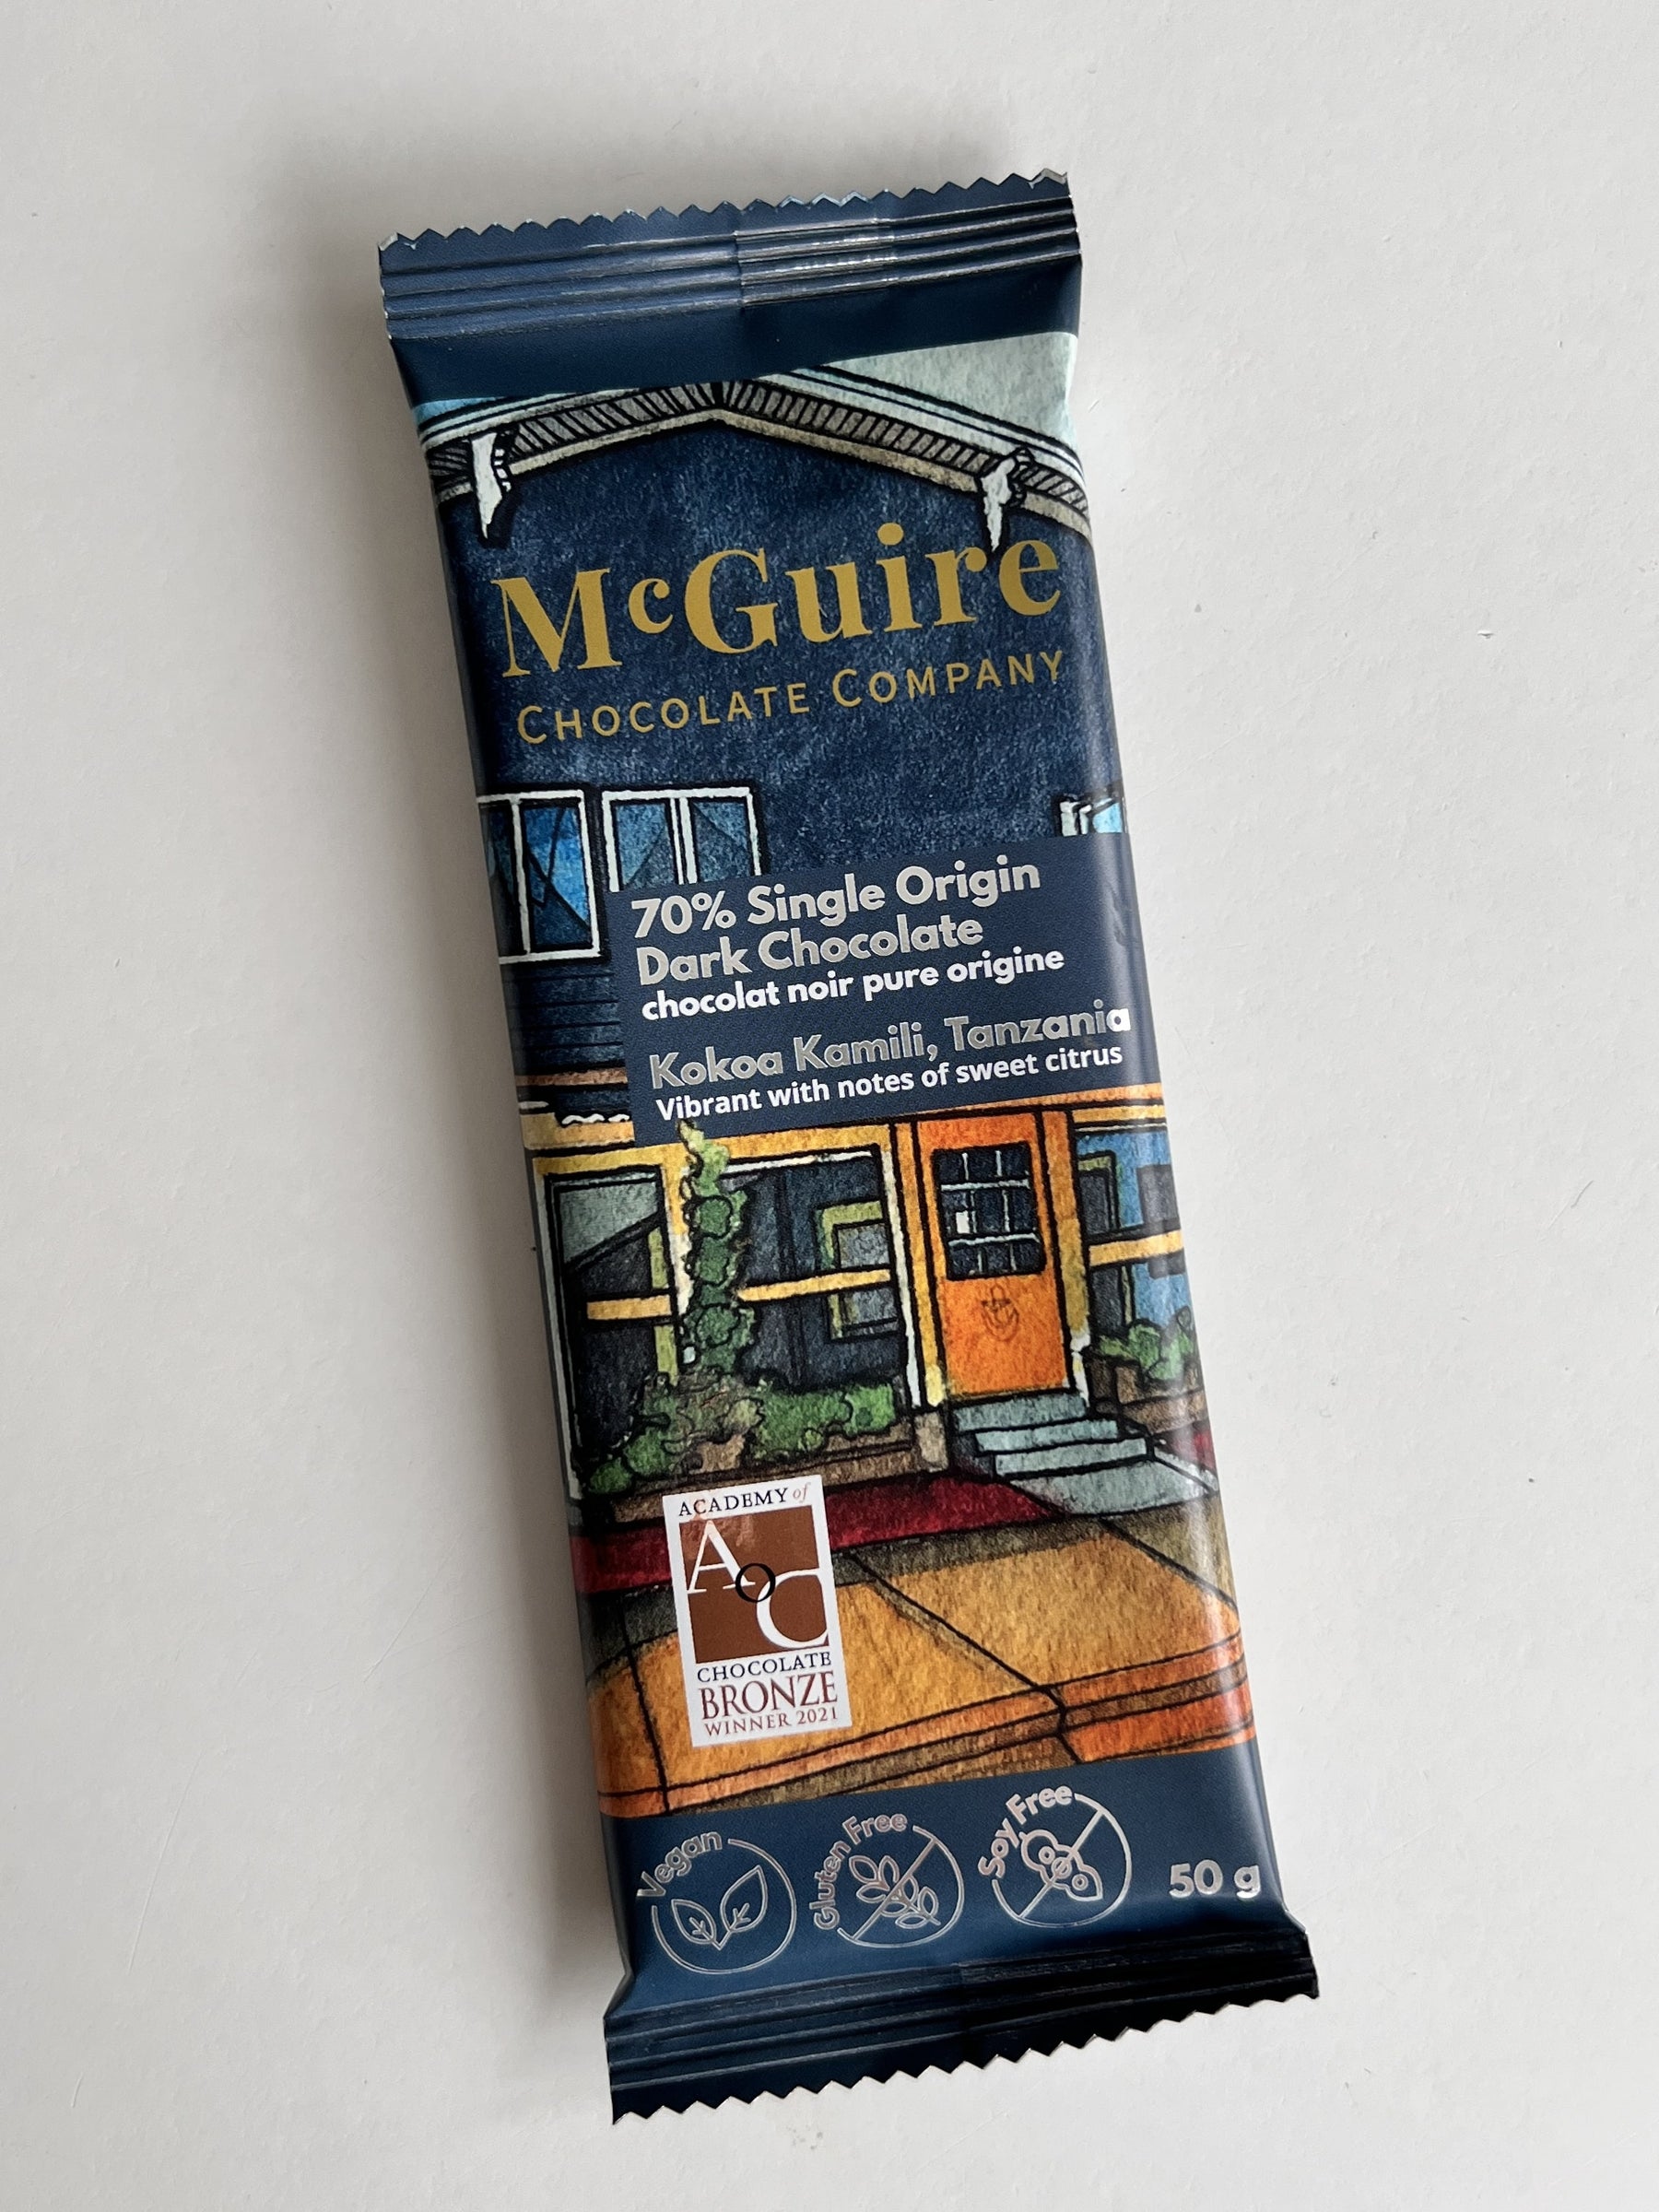 McGuire
Chocolate Company
70% Single Origin
Dark Chocolate
chocolat noir pure origine
Kokoa Kamili, Tanzania
Vibrant with notes of sweet citrus
ACADEMY of
AoC
CHOCOLATE
BRONZE
WINNER 2021
Vegan
Gluten Free
Soy Free
50 g